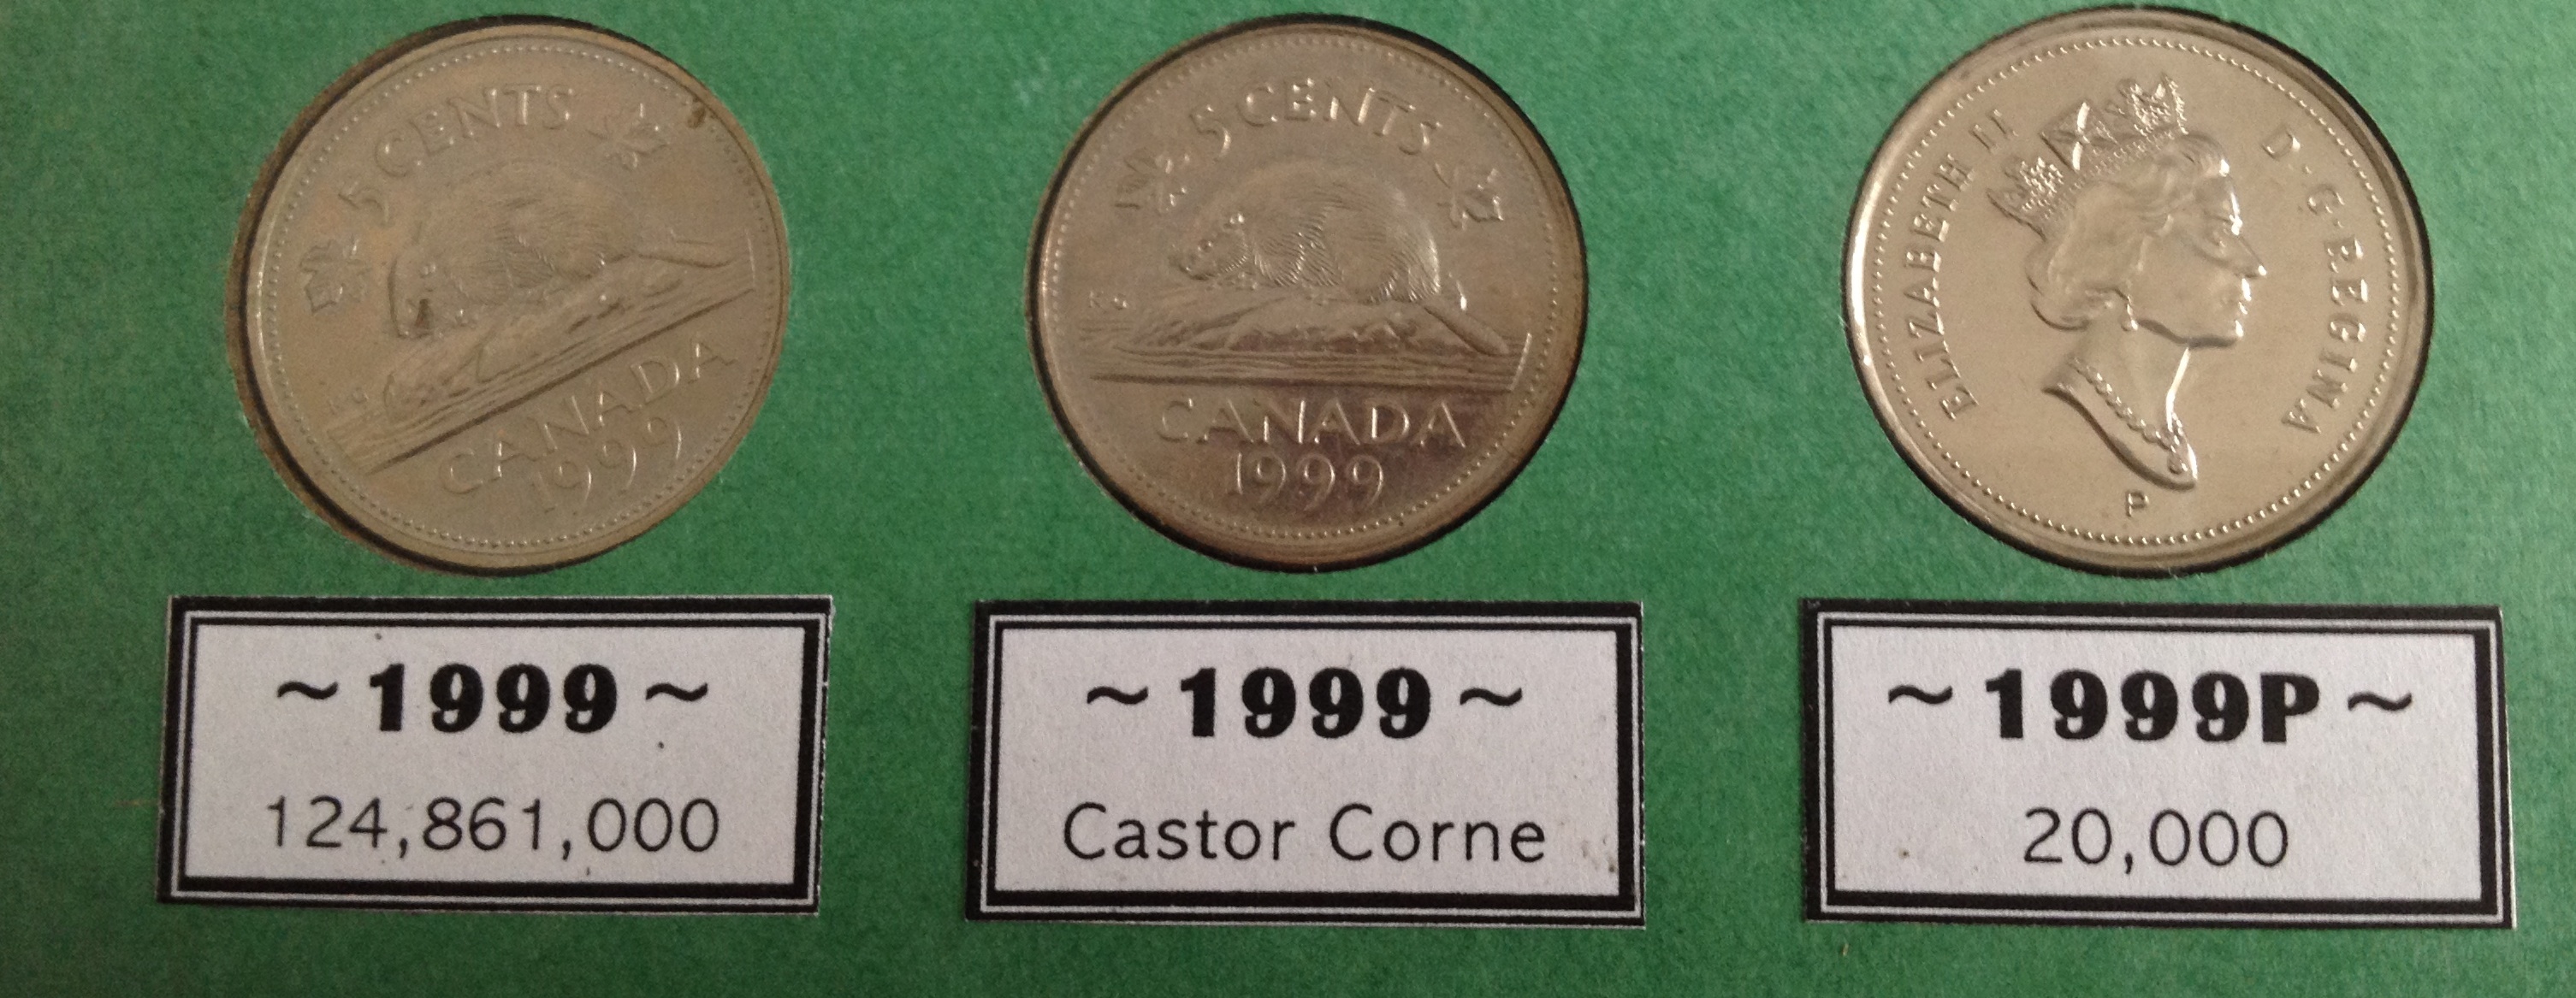 5 CENTS
K G
CANADA
1999
5 CENTS
K G
CANADA
1999
ELIZABETH II
D·G·REGINA
P
~1999~
124,861,000
~1999~
Castor Corne
~1999P~
20,000